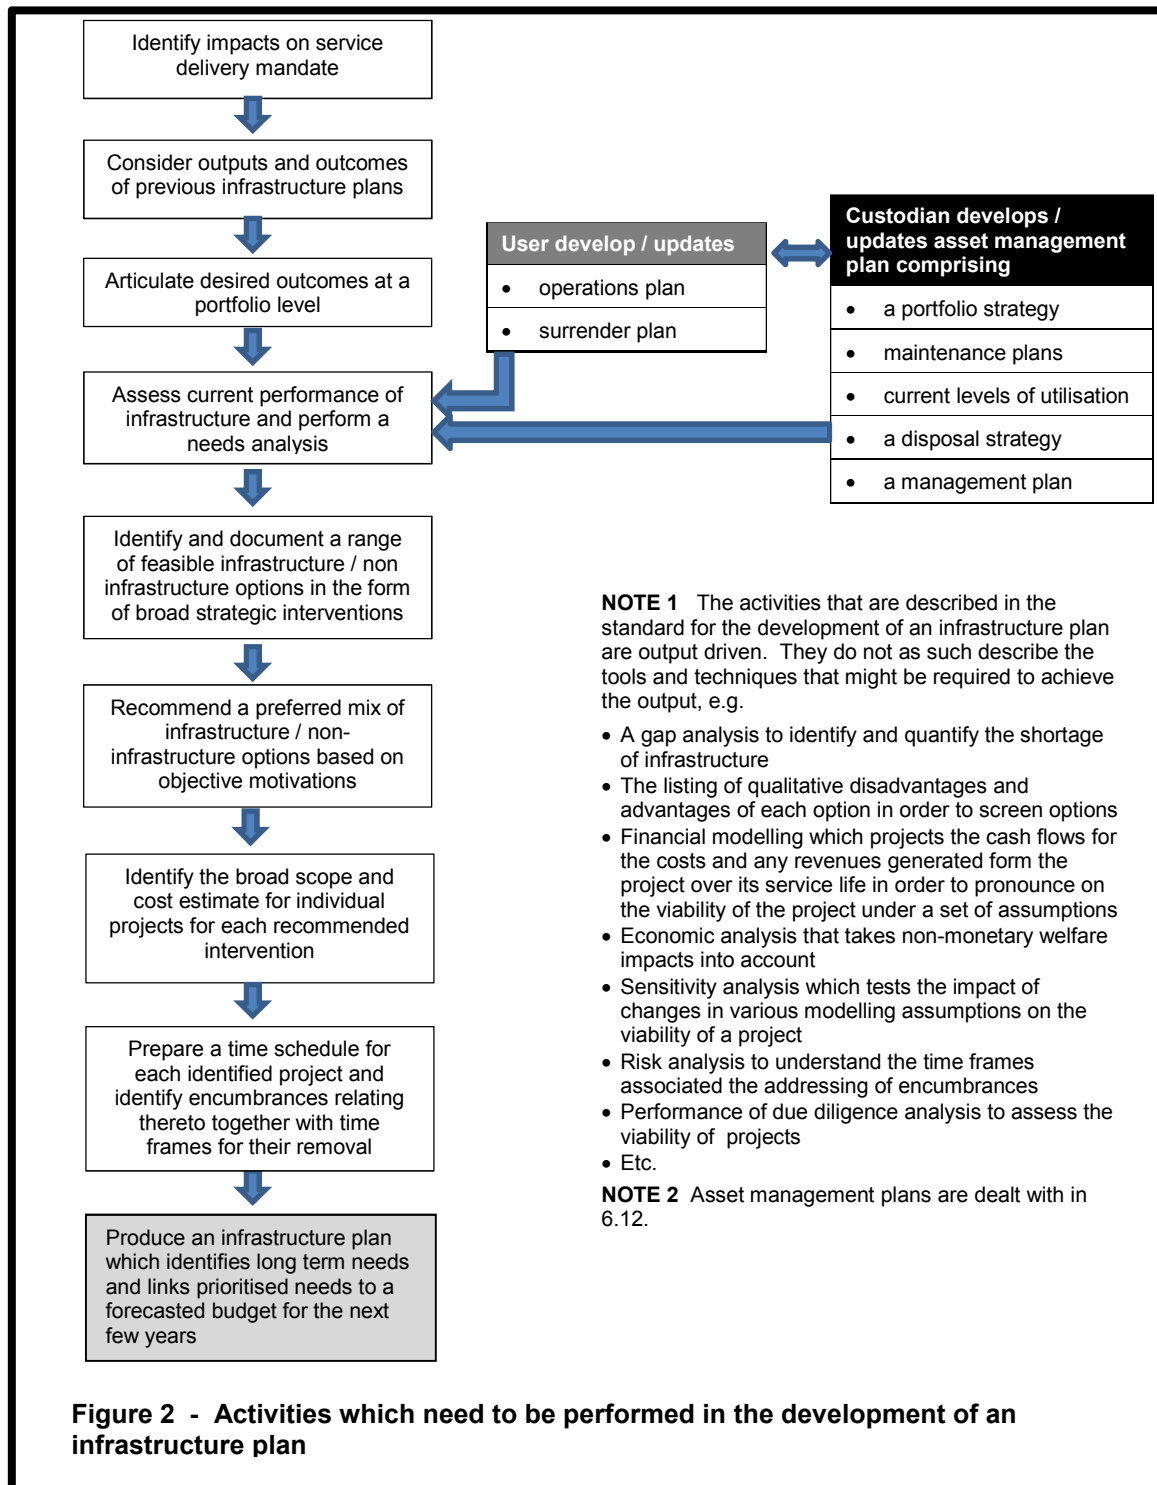 Identify impacts on service
delivery mandate
Consider outputs and outcomes
of previous infrastructure plans
Articulate desired outcomes at a
portfolio level
User develop / updates
• operations plan
• surrender plan
Custodian develops /
updates asset management
plan comprising
• a portfolio strategy
• maintenance plans
• current levels of utilisation
• a disposal strategy
• a management plan
Assess current performance of
infrastructure and perform a
needs analysis
Identify and document a range
of feasible infrastructure / non
infrastructure options in the form
of broad strategic interventions
Recommend a preferred mix of
infrastructure / non-
infrastructure options based on
objective motivations
Identify the broad scope and
cost estimate for individual
projects for each recommended
intervention
Prepare a time schedule for
each identified project and
identify encumbrances relating
thereto together with time
frames for their removal
Produce an infrastructure plan
which identifies long term needs
and links prioritised needs to a
forecasted budget for the next
few years
NOTE 1 The activities that are described in the
standard for the development of an infrastructure plan
are output driven. They do not as such describe the
tools and techniques that might be required to achieve
the output, e.g.
• A gap analysis to identify and quantify the shortage
of infrastructure
• The listing of qualitative disadvantages and
advantages of each option in order to screen options
• Financial modelling which projects the cash flows for
the costs and any revenues generated form the
project over its service life in order to pronounce on
the viability of the project under a set of assumptions
• Economic analysis that takes non-monetary welfare
impacts into account
• Sensitivity analysis which tests the impact of
changes in various modelling assumptions on the
viability of a project
• Risk analysis to understand the time frames
associated the addressing of encumbrances
• Performance of due diligence analysis to assess the
viability of projects
• Etc.
NOTE 2 Asset management plans are dealt with in
6.12.
Figure 2 - Activities which need to be performed in the development of an
infrastructure plan